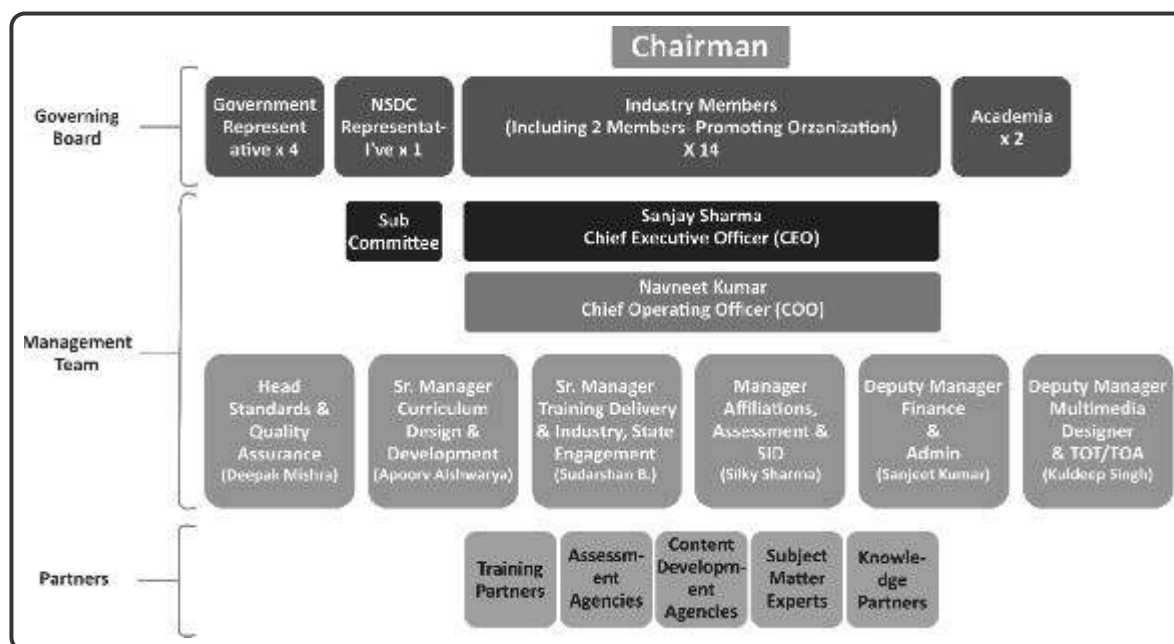 Chairman
Governing
Board
Government
Represent
ative x 4
NSDC
Representat-
I've x 1
Industry Members
(Including 2 Members- Promoting Orzanization)
X 14
Academia
x 2
Management
Team
Sub
Committee
Sanjay Sharma
Chief Executive Officer (CEO)
Navneet Kumar
Chief Operating Officer (COO)
Head
Standards &
Quality
Assurance
(Deepak Mishra)
Sr. Manager
Curriculum
Design &
Development
(Apoorv Aishwarya)
Sr. Manager
Training Delivery
& Industry, State
Engagement
(Sudarshan B.)
Manager
Affiliations,
Assessment &
SID
(Silky Sharma)
Deputy Manager
Finance
&
Admin
(Sanjeet Kumar)
Deputy Manager
Multimedia
Designer
& TOT/TOA
(Kuldeep Singh)
Partners
Training
Partners
Assessm-
ent
Agencies
Content
Developm-
ent
Agencies
Subject
Matter
Experts
Knowle-
dge
Partners